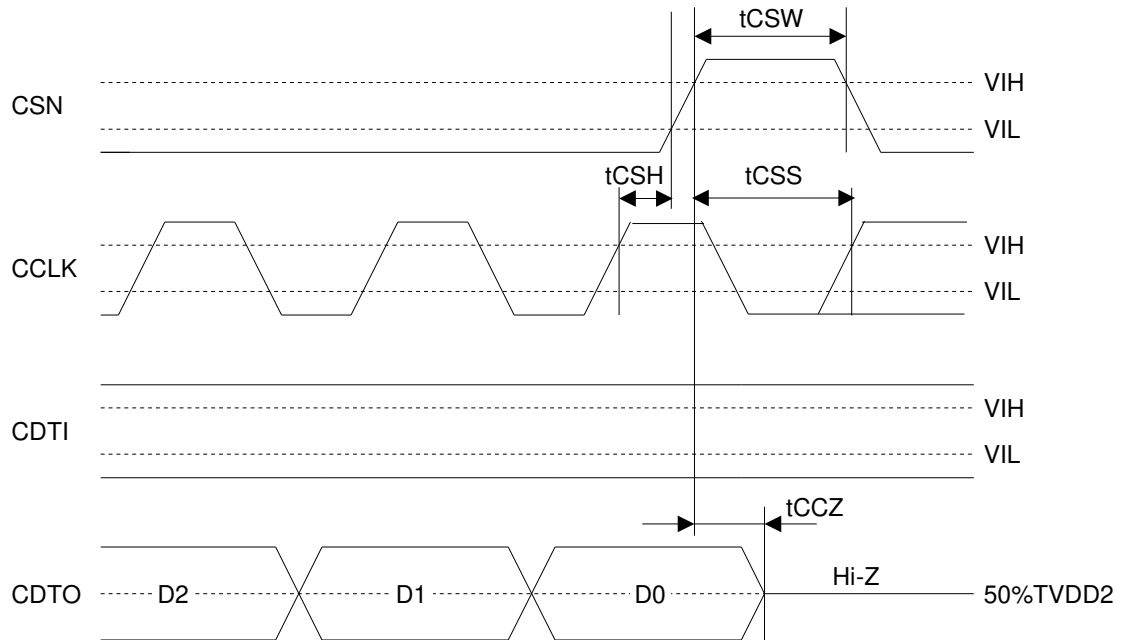 tCSW
VIH
CSN
VIL
tCSH
tCSS
VIH
CCLK
VIL
VIH
CDTI
VIL
tCCZ
Hi-Z
CDTO
D2
D1
D0
50%TVDD2